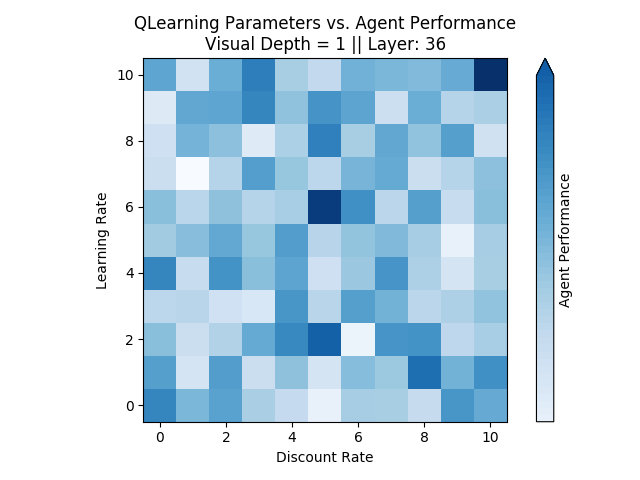 QLearning Parameters vs. Agent Performance
Visual Depth = 1 || Layer: 36
10
8
6
4
2
0
Learning Rate
0 2 4 6 8 10
Discount Rate
Agent Performance